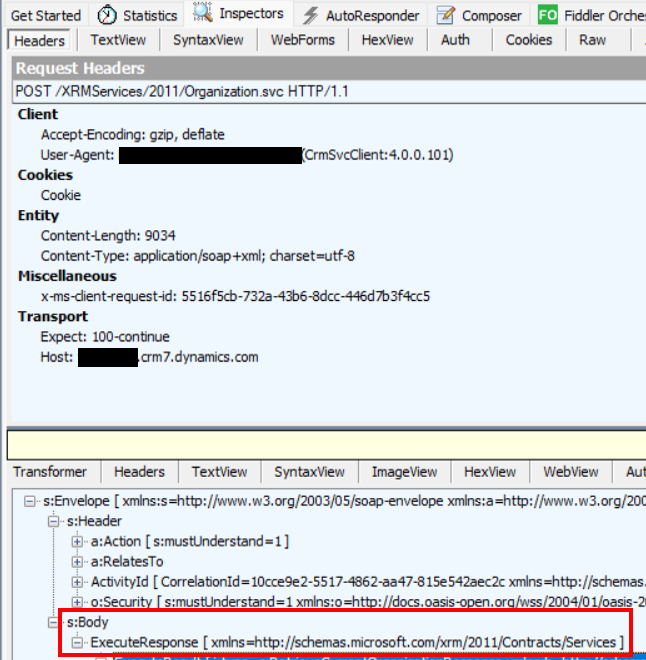 Get Started Statistics Inspectors AutoResponder Composer FO Fiddler Orches
Headers TextView SyntaxView WebForms HexView Auth Cookies Raw
Request Headers
POST /XRMServices/2011/Organization.svc HTTP/1.1
Client
Accept-Encoding: gzip, deflate
User-Agent: (CrmSvcClient:4.0.0.101)
Cookies
Cookie
Entity
Content-Length: 9034
Content-Type: application/soap+xml; charset=utf-8
Miscellaneous
x-ms-client-request-id: 5516f5cb-732a-43b6-8dcc-446d7b3f4cc5
Transport
Expect: 100-continue
Host: .crm7.dynamics.com
Transformer Headers TextView SyntaxView ImageView HexView WebView Aut
s:Envelope [ xmlns:s=http://www.w3.org/2003/05/soap-envelope xmlns:a=http://www.w3.org/200
s:Header
a:Action [ s:mustUnderstand=1 ]
a:RelatesTo
ActivityId [ CorrelationId=10cce9e2-5517-4862-aa47-815e542aec2c xmlns=http://schemas.
o:Security [ s:mustUnderstand=1 xmlns:o=http://docs.oasis-open.org/wss/2004/01/oasis-2
s:Body
ExecuteResponse [ xmlns=http://schemas.microsoft.com/xrm/2011/Contracts/Services ]